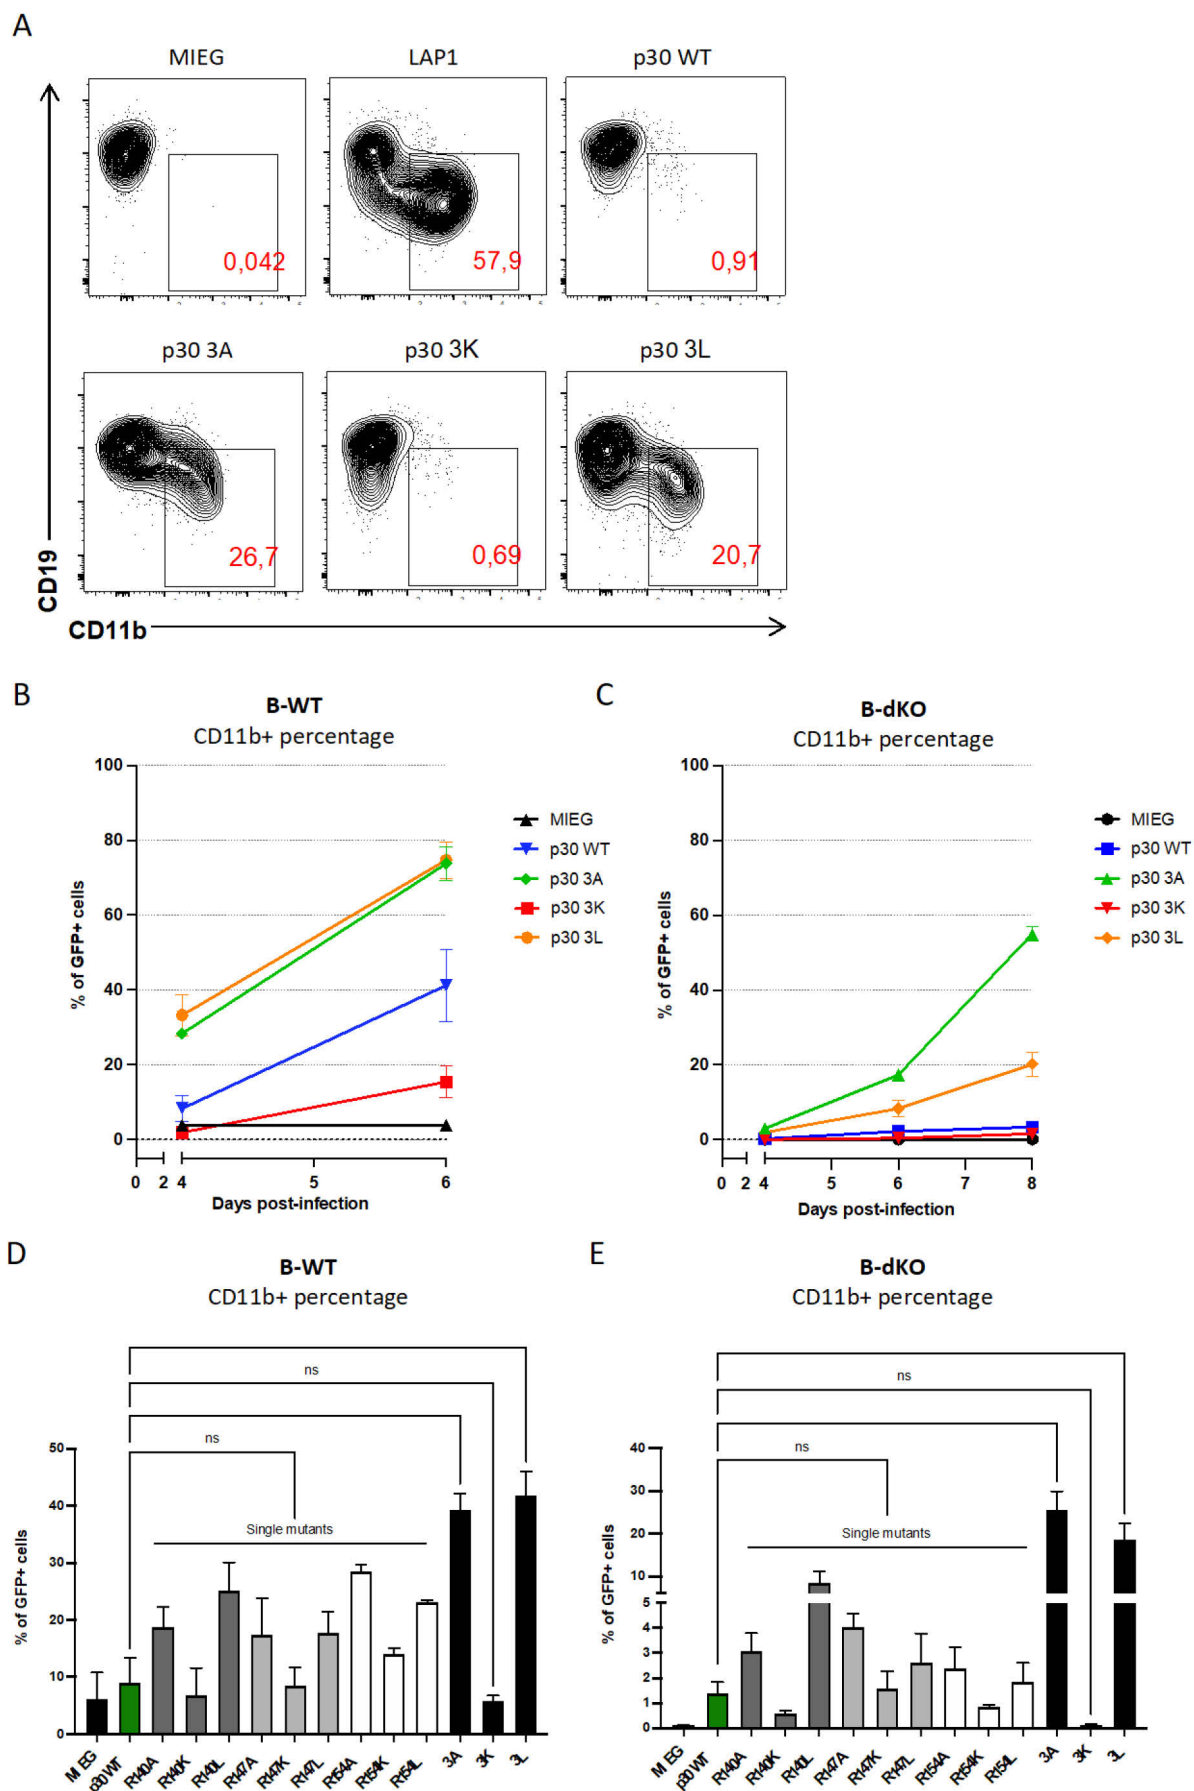 A
MIEG
LAP1
p30 WT
0,042
57,9
0,91
p30 3A
p30 3K
p30 3L
26,7
0,69
20,7
CD19
CD11b
B
B-WT
CD11b+ percentage
% of GFP+ cells
100
80
60
40
20
0
0 2 4 5 6
Days post-infection
MIEG
p30 WT
p30 3A
p30 3K
p30 3L
C
B-dKO
CD11b+ percentage
% of GFP+ cells
100
80
60
40
20
0
0 2 4 5 6 7 8
Days post-infection
MIEG
p30 WT
p30 3A
p30 3K
p30 3L
D
B-WT
CD11b+ percentage
ns
ns
Single mutants
% of GFP+ cells
50
40
30
20
10
0
MIEG p30WT R140A R140K R140L R147A R147K R147L R154A R154K R154L 3A 3K 3L
E
B-dKO
CD11b+ percentage
ns
ns
Single mutants
% of GFP+ cells
40
30
20
10
5
4
3
2
1
0
MIEG p30WT R140A R140K R140L R147A R147K R147L R154A R154K R154L 3A 3K 3L